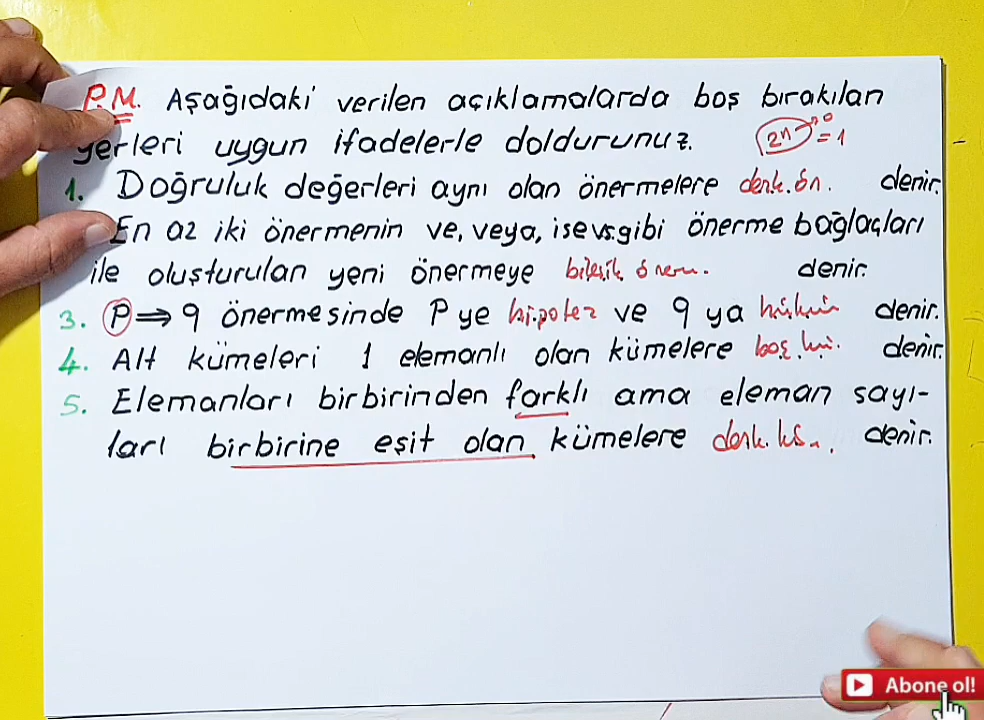 P.M. Aşağıdaki verilen açıklamalarda boş bırakılan
yerleri uygun ifadelerle doldurunuz. 2n → 0 = 1
1. Doğruluk değerleri aynı olan önermelere denk.ön. denir.
En az iki önermenin ve, veya, ise vs.gibi önerme bağlaçları
ile oluşturulan yeni önermeye bileşik önerm. denir.
3. P ⇒ q önermesinde P ye hipotez ve q ya hüküm denir.
4. Alt kümeleri 1 elemanlı olan kümelere boş kü. denir.
5. Elemanları birbirinden farklı ama eleman sayı-
ları birbirine eşit olan kümelere denk. kü.. denir.
Abone ol!